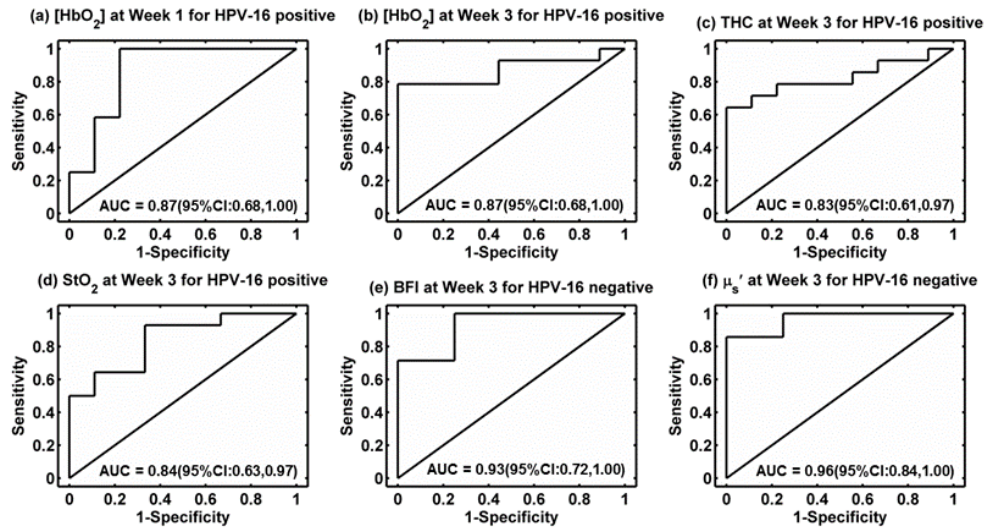 (a) [HbO₂] at Week 1 for HPV-16 positive
Sensitivity
1
0.8
0.6
0.4
0.2
0
AUC = 0.87(95%CI:0.68,1.00)
0 0.2 0.4 0.6 0.8 1
1-Specificity
(b) [HbO₂] at Week 3 for HPV-16 positive
Sensitivity
1
0.8
0.6
0.4
0.2
0
AUC = 0.87(95%CI:0.68,1.00)
0 0.2 0.4 0.6 0.8 1
1-Specificity
(c) THC at Week 3 for HPV-16 positive
Sensitivity
1
0.8
0.6
0.4
0.2
0
AUC = 0.83(95%CI:0.61,0.97)
0 0.2 0.4 0.6 0.8 1
1-Specificity
(d) StO₂ at Week 3 for HPV-16 positive
Sensitivity
1
0.8
0.6
0.4
0.2
0
AUC = 0.84(95%CI:0.63,0.97)
0 0.2 0.4 0.6 0.8 1
1-Specificity
(e) BFI at Week 3 for HPV-16 negative
Sensitivity
1
0.8
0.6
0.4
0.2
0
AUC = 0.93(95%CI:0.72,1.00)
0 0.2 0.4 0.6 0.8 1
1-Specificity
(f) μₛ′ at Week 3 for HPV-16 negative
Sensitivity
1
0.8
0.6
0.4
0.2
0
AUC = 0.96(95%CI:0.84,1.00)
0 0.2 0.4 0.6 0.8 1
1-Specificity